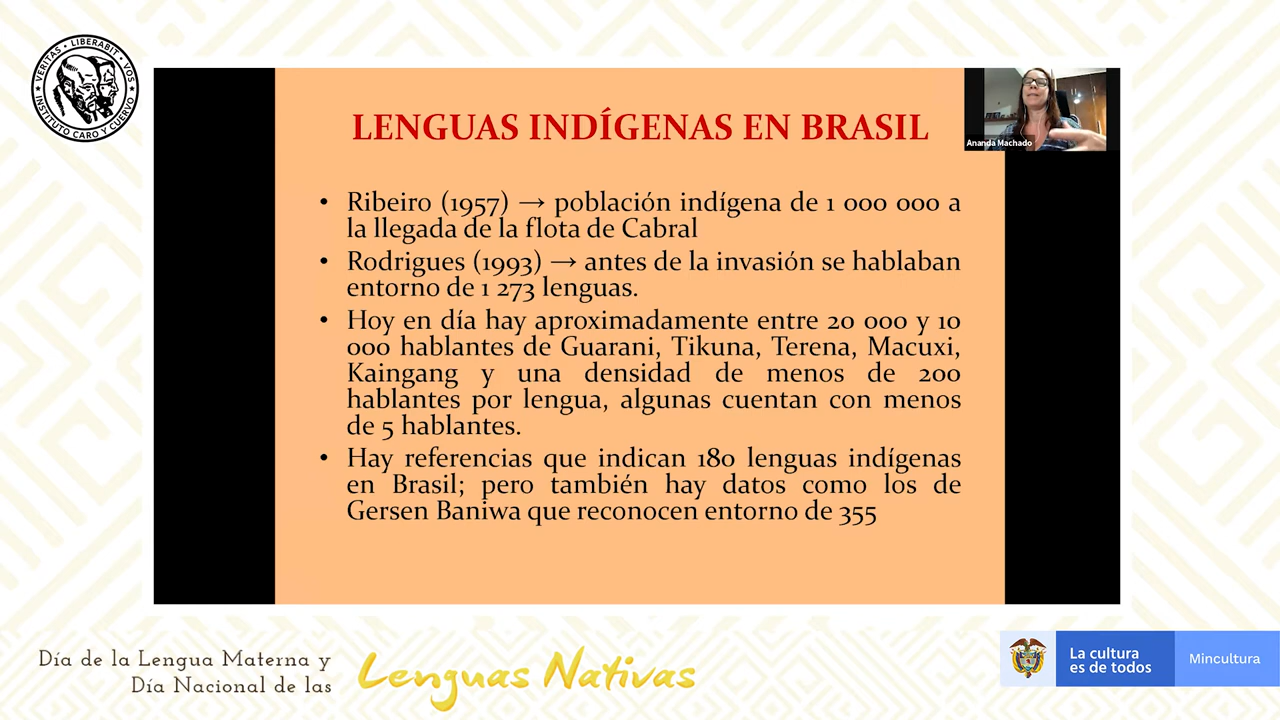 VERITAS • LIBERABIT • VOS
INSTITUTO CARO Y CUERVO
LENGUAS INDÍGENAS EN BRASIL
Ananda Machado
• Ribeiro (1957) → población indígena de 1 000 000 a
la llegada de la flota de Cabral
• Rodrigues (1993) → antes de la invasión se hablaban
entorno de 1 273 lenguas.
• Hoy en día hay aproximadamente entre 20 000 y 10
000 hablantes de Guarani, Tikuna, Terena, Macuxi,
Kaingang y una densidad de menos de 200
hablantes por lengua, algunas cuentan con menos
de 5 hablantes.
• Hay referencias que indican 180 lenguas indígenas
en Brasil; pero también hay datos como los de
Gersen Baniwa que reconocen entorno de 355
Día de la Lengua Materna y
Día Nacional de las
Lenguas Nativas
La cultura
es de todos
Mincultura